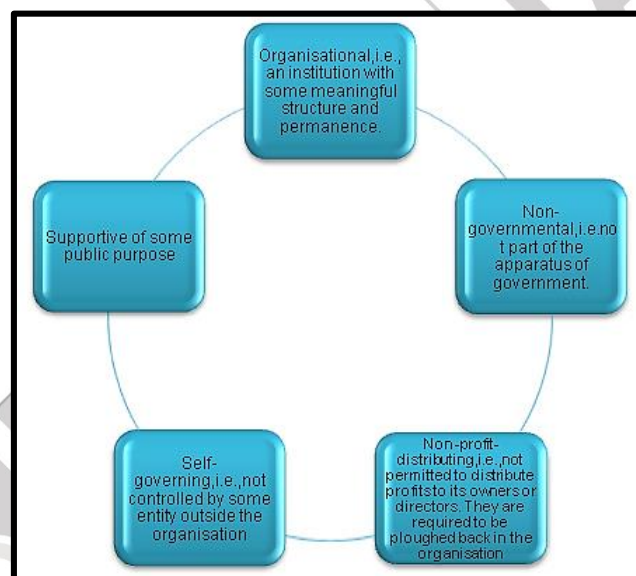 Organisational,i.e.,
an institution with
some meaningful
structure and
permanence.
Non-
governmental,i.e.no
t part of the
apparatus of
government.
Non-profit-
distributing,i.e.,not
permitted to distribute
profits to its owners or
directors. They are
required to be
ploughed back in the
organisation
Self-
governing,i.e.,not
controlled by some
entity outside the
organisation
Supportive of some
public purpose